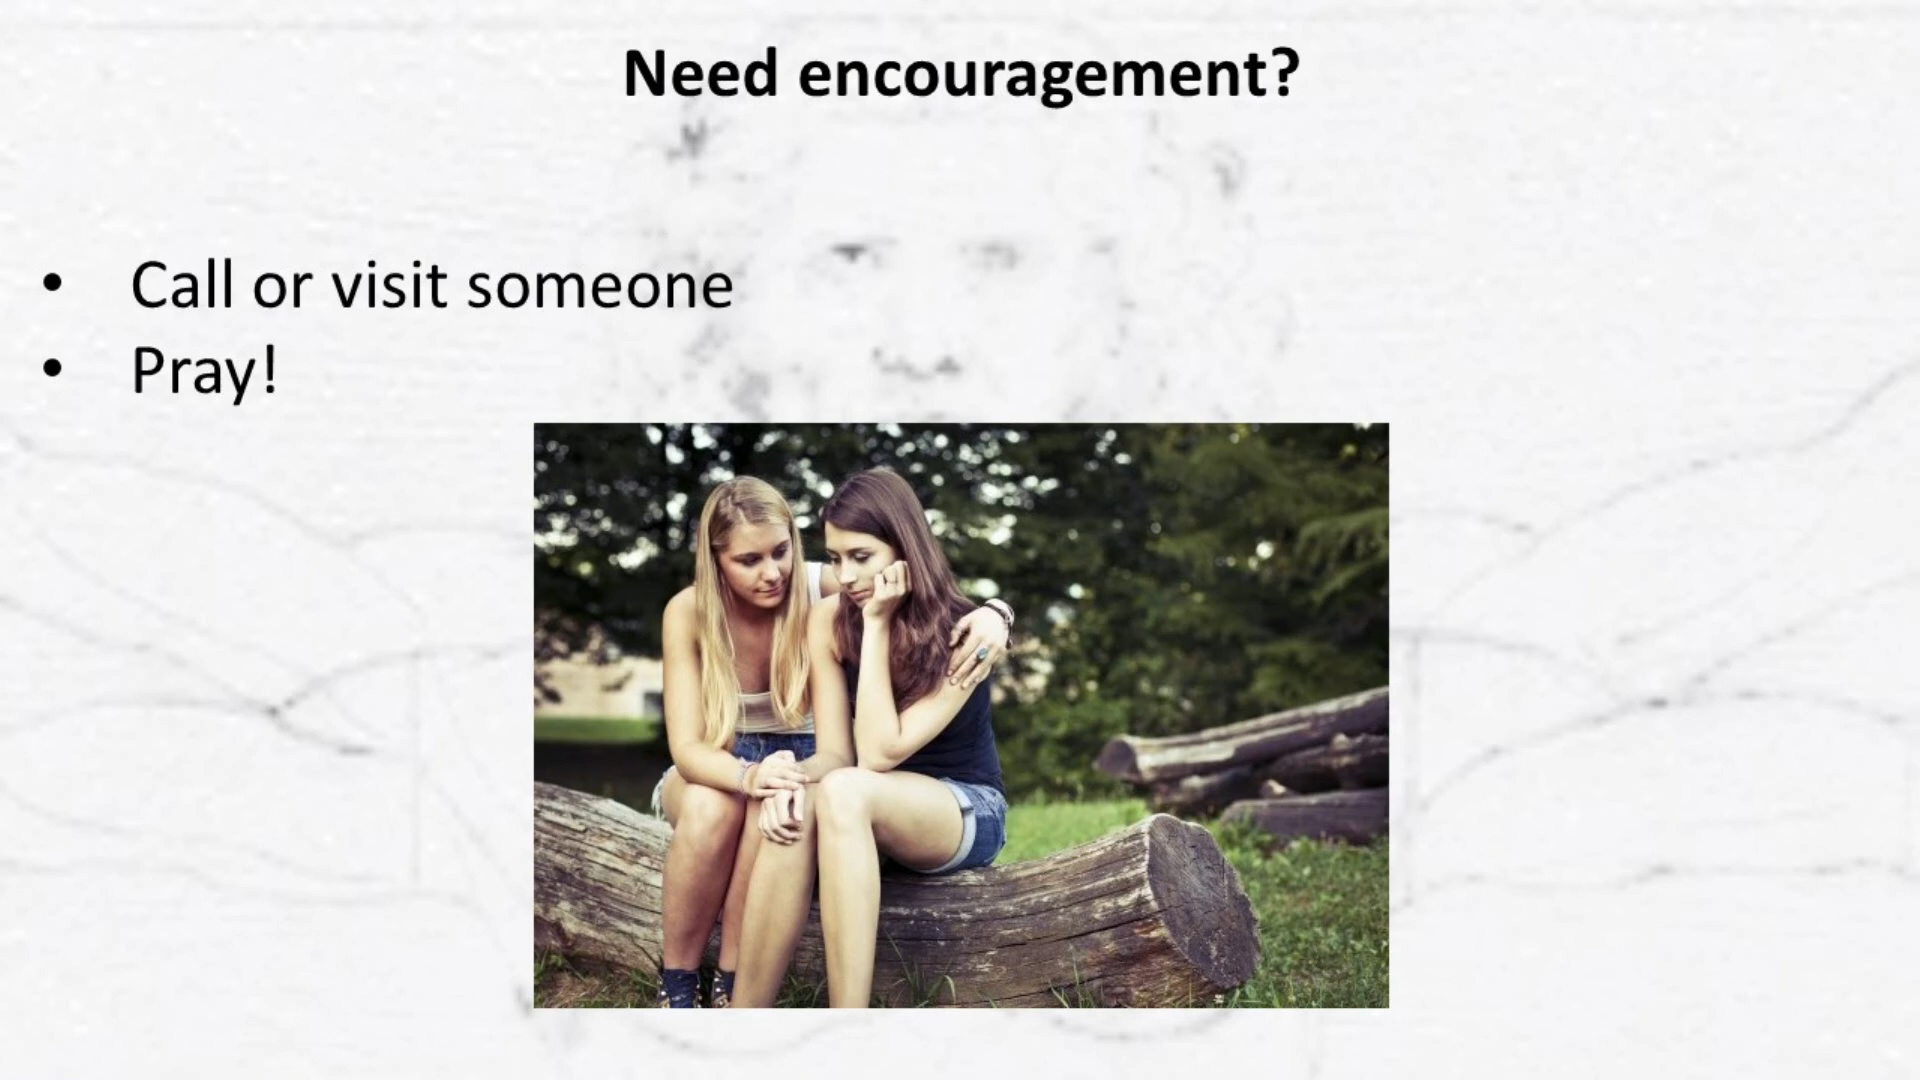 Need encouragement?
• Call or visit someone
• Pray!